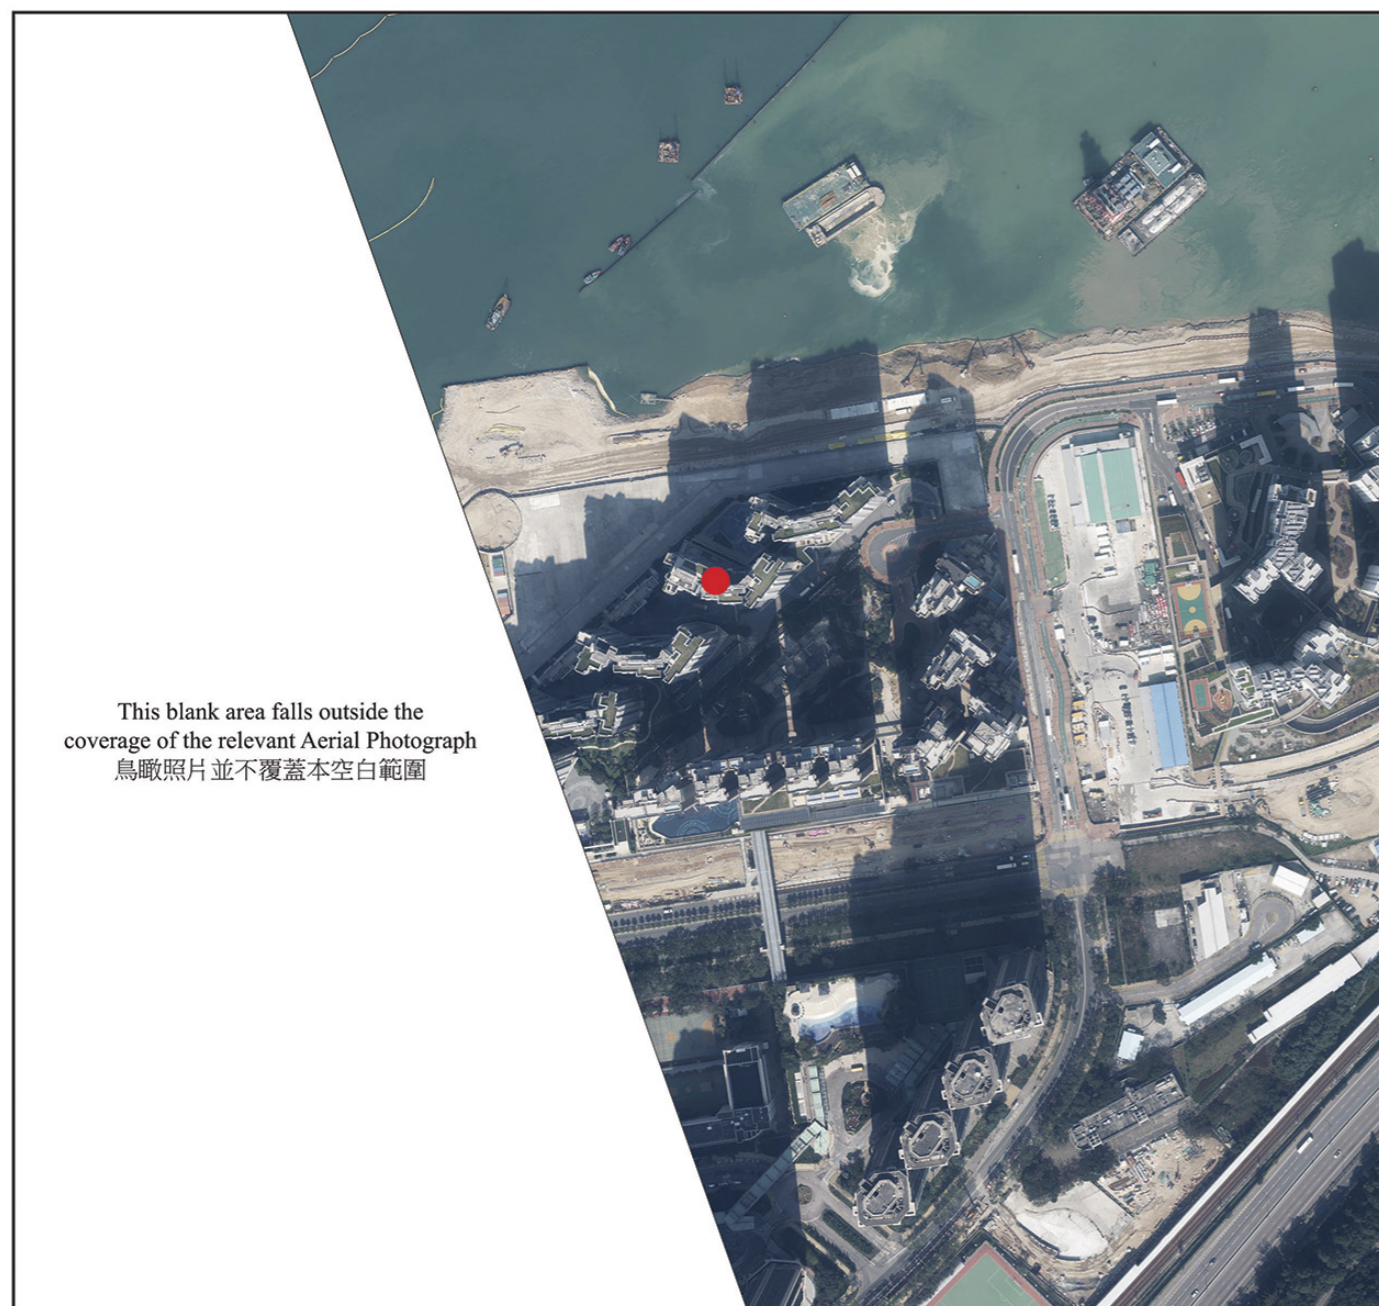 This blank area falls outside the
coverage of the relevant Aerial Photograph
鳥瞰照片並不覆蓋本空白範圍